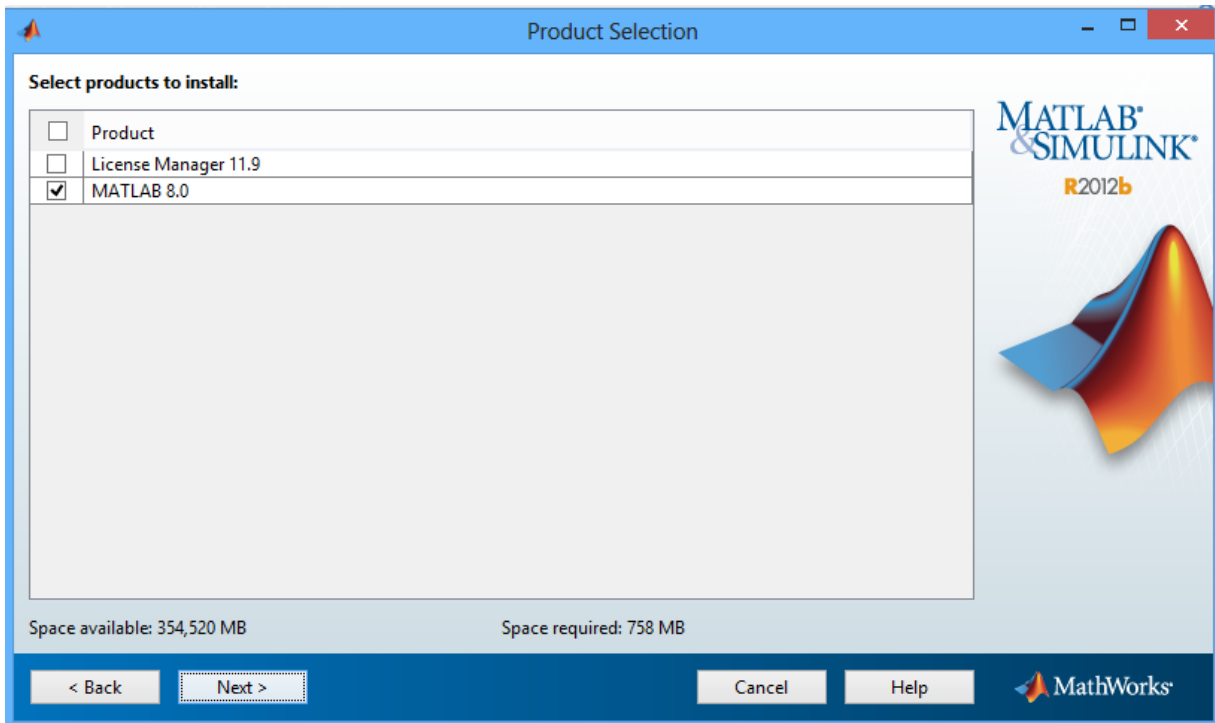 Product Selection
Select products to install:
Product
License Manager 11.9
MATLAB 8.0
MATLAB®
&SIMULINK®
R2012b
Space available: 354,520 MB
Space required: 758 MB
< Back
Next >
Cancel
Help
MathWorks®